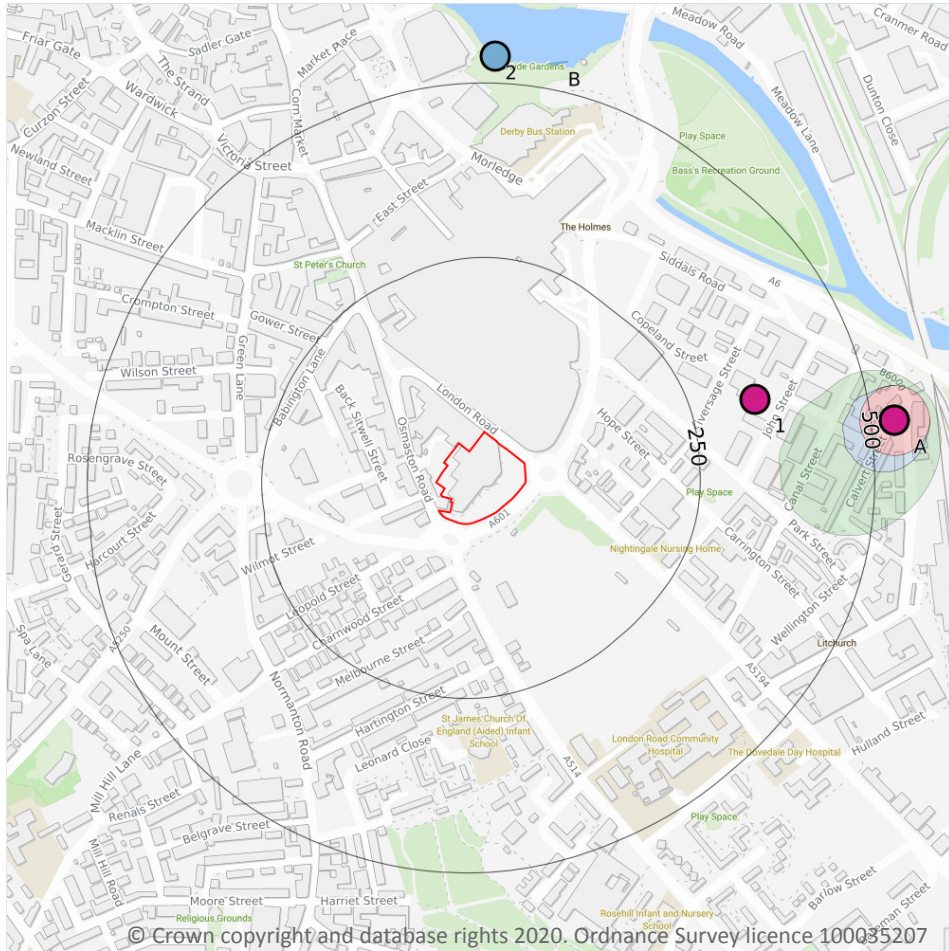 Friar Gate
Sadler Gate
Market Place
Meadow Road
Cranmer Road
The Strand
Curzon Street
Wardwick
Corn Market
2
B
Dunton Close
Meadow Lane
Victoria Street
Derby Bus Station
Play Space
Newland Street
Morledge
Bass's Recreation Ground
East Street
Macklin Street
The Holmes
St Peter's Church
Siddals Road
A6
Crompton Street
Gower Street
Copeland Street
Green Lane
Babington Lane
Wilson Street
London Road
John Street
1
B6000
500
A
Back Sitwell Street
Osmaston Road
Hope Street
250
Rosengrave Street
Canal Street
Calvert Street
Play Space
Gerard Street
Harcourt Street
A601
Park Street
Wilmot Street
Nightingale Nursing Home
Carrington Street
Leopold Street
Charnwood Street
Wellington Street
Spa Lane
A5250
Mount Street
Melbourne Street
Litchurch
Normanton Road
Hartington Street
A5194
St James Church Of
England (Aided) Infant
School
London Road Community
Hospital
The Dovedale Day Hospital
Hulland Street
Leonard Close
A514
Mill Hill Lane
Renals Street
Belgrave Street
Play Space
Mill Hill Road
Barlow Street
Moore Street
Harriet Street
Religious Grounds
Rosehill Infant and Nursery
School
© Crown copyright and database rights 2020. Ordnance Survey licence 100035207